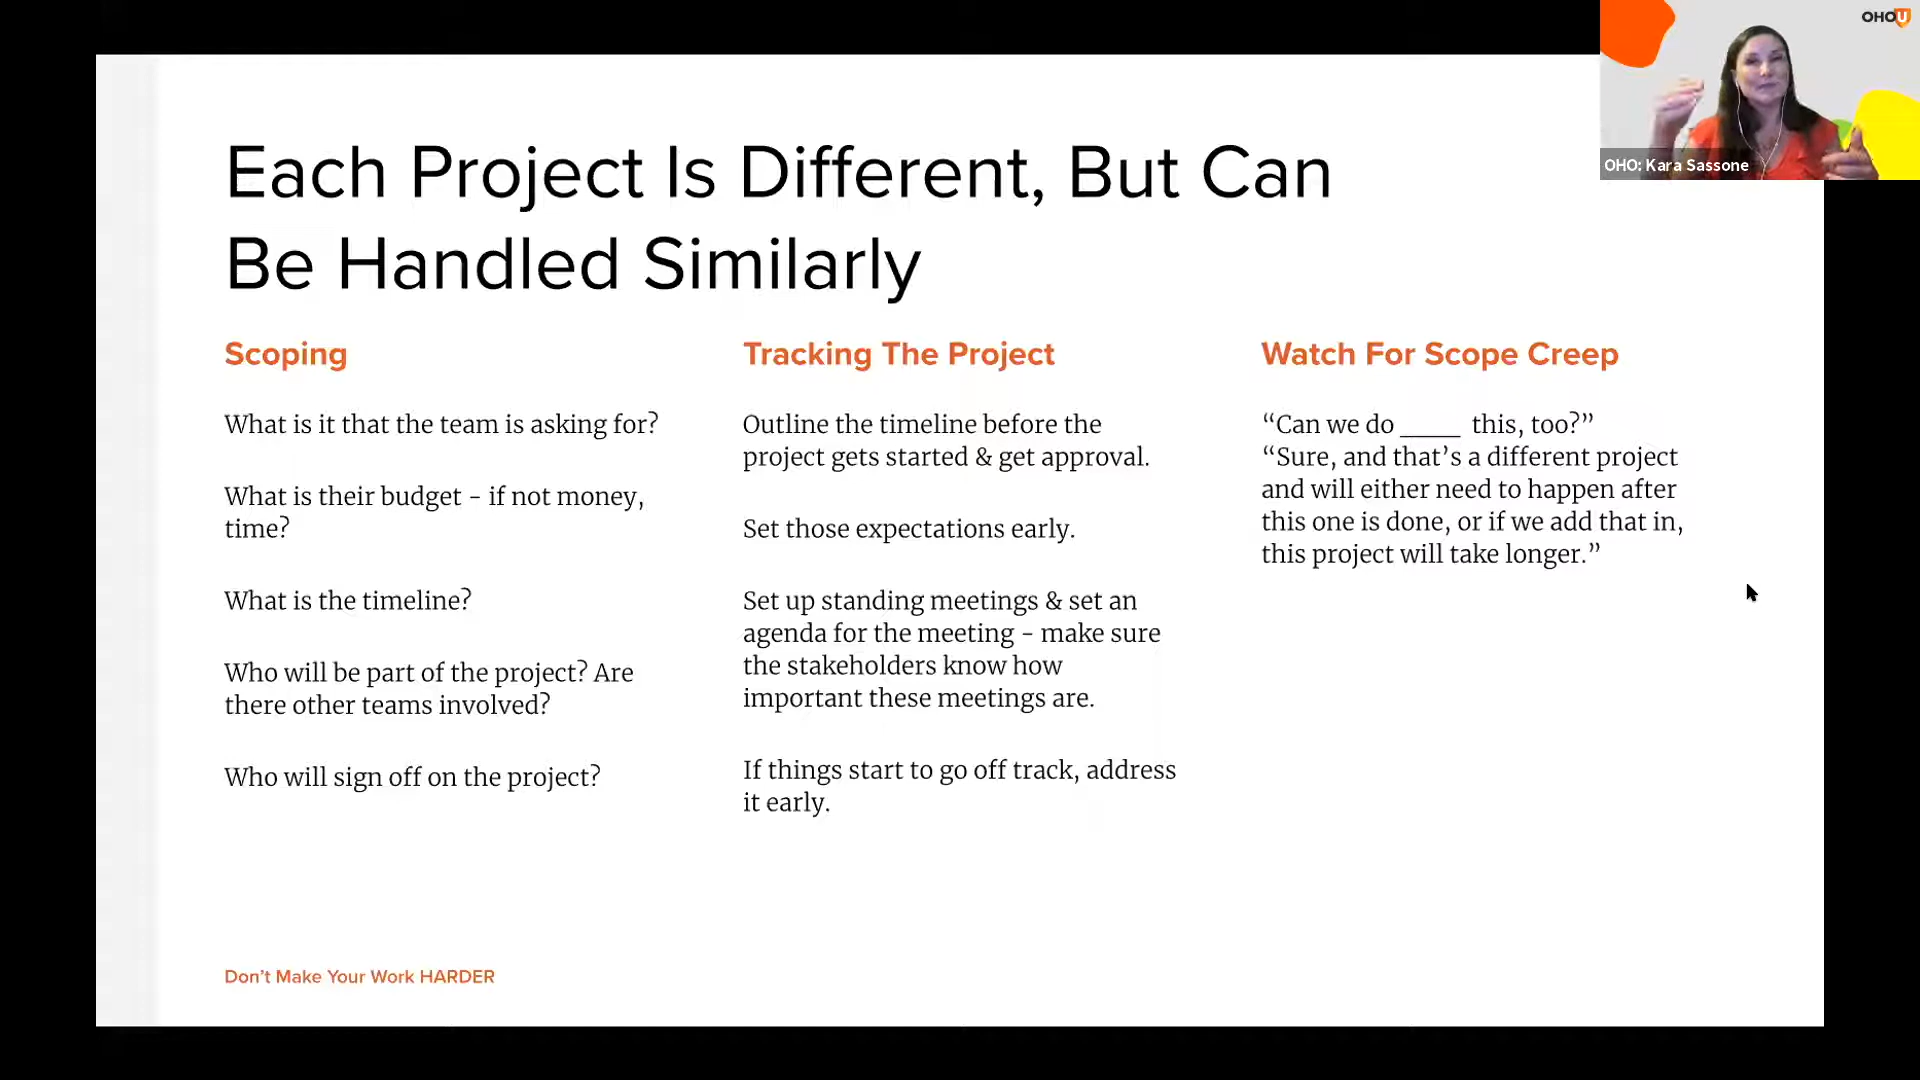 OHO U
OHO: Kara Sassone
Each Project Is Different, But Can
Be Handled Similarly
Scoping
What is it that the team is asking for?
What is their budget - if not money,
time?
What is the timeline?
Who will be part of the project? Are
there other teams involved?
Who will sign off on the project?
Tracking The Project
Outline the timeline before the
project gets started & get approval.
Set those expectations early.
Set up standing meetings & set an
agenda for the meeting - make sure
the stakeholders know how
important these meetings are.
If things start to go off track, address
it early.
Watch For Scope Creep
“Can we do ____ this, too?”
“Sure, and that’s a different project
and will either need to happen after
this one is done, or if we add that in,
this project will take longer.”
Don’t Make Your Work HARDER